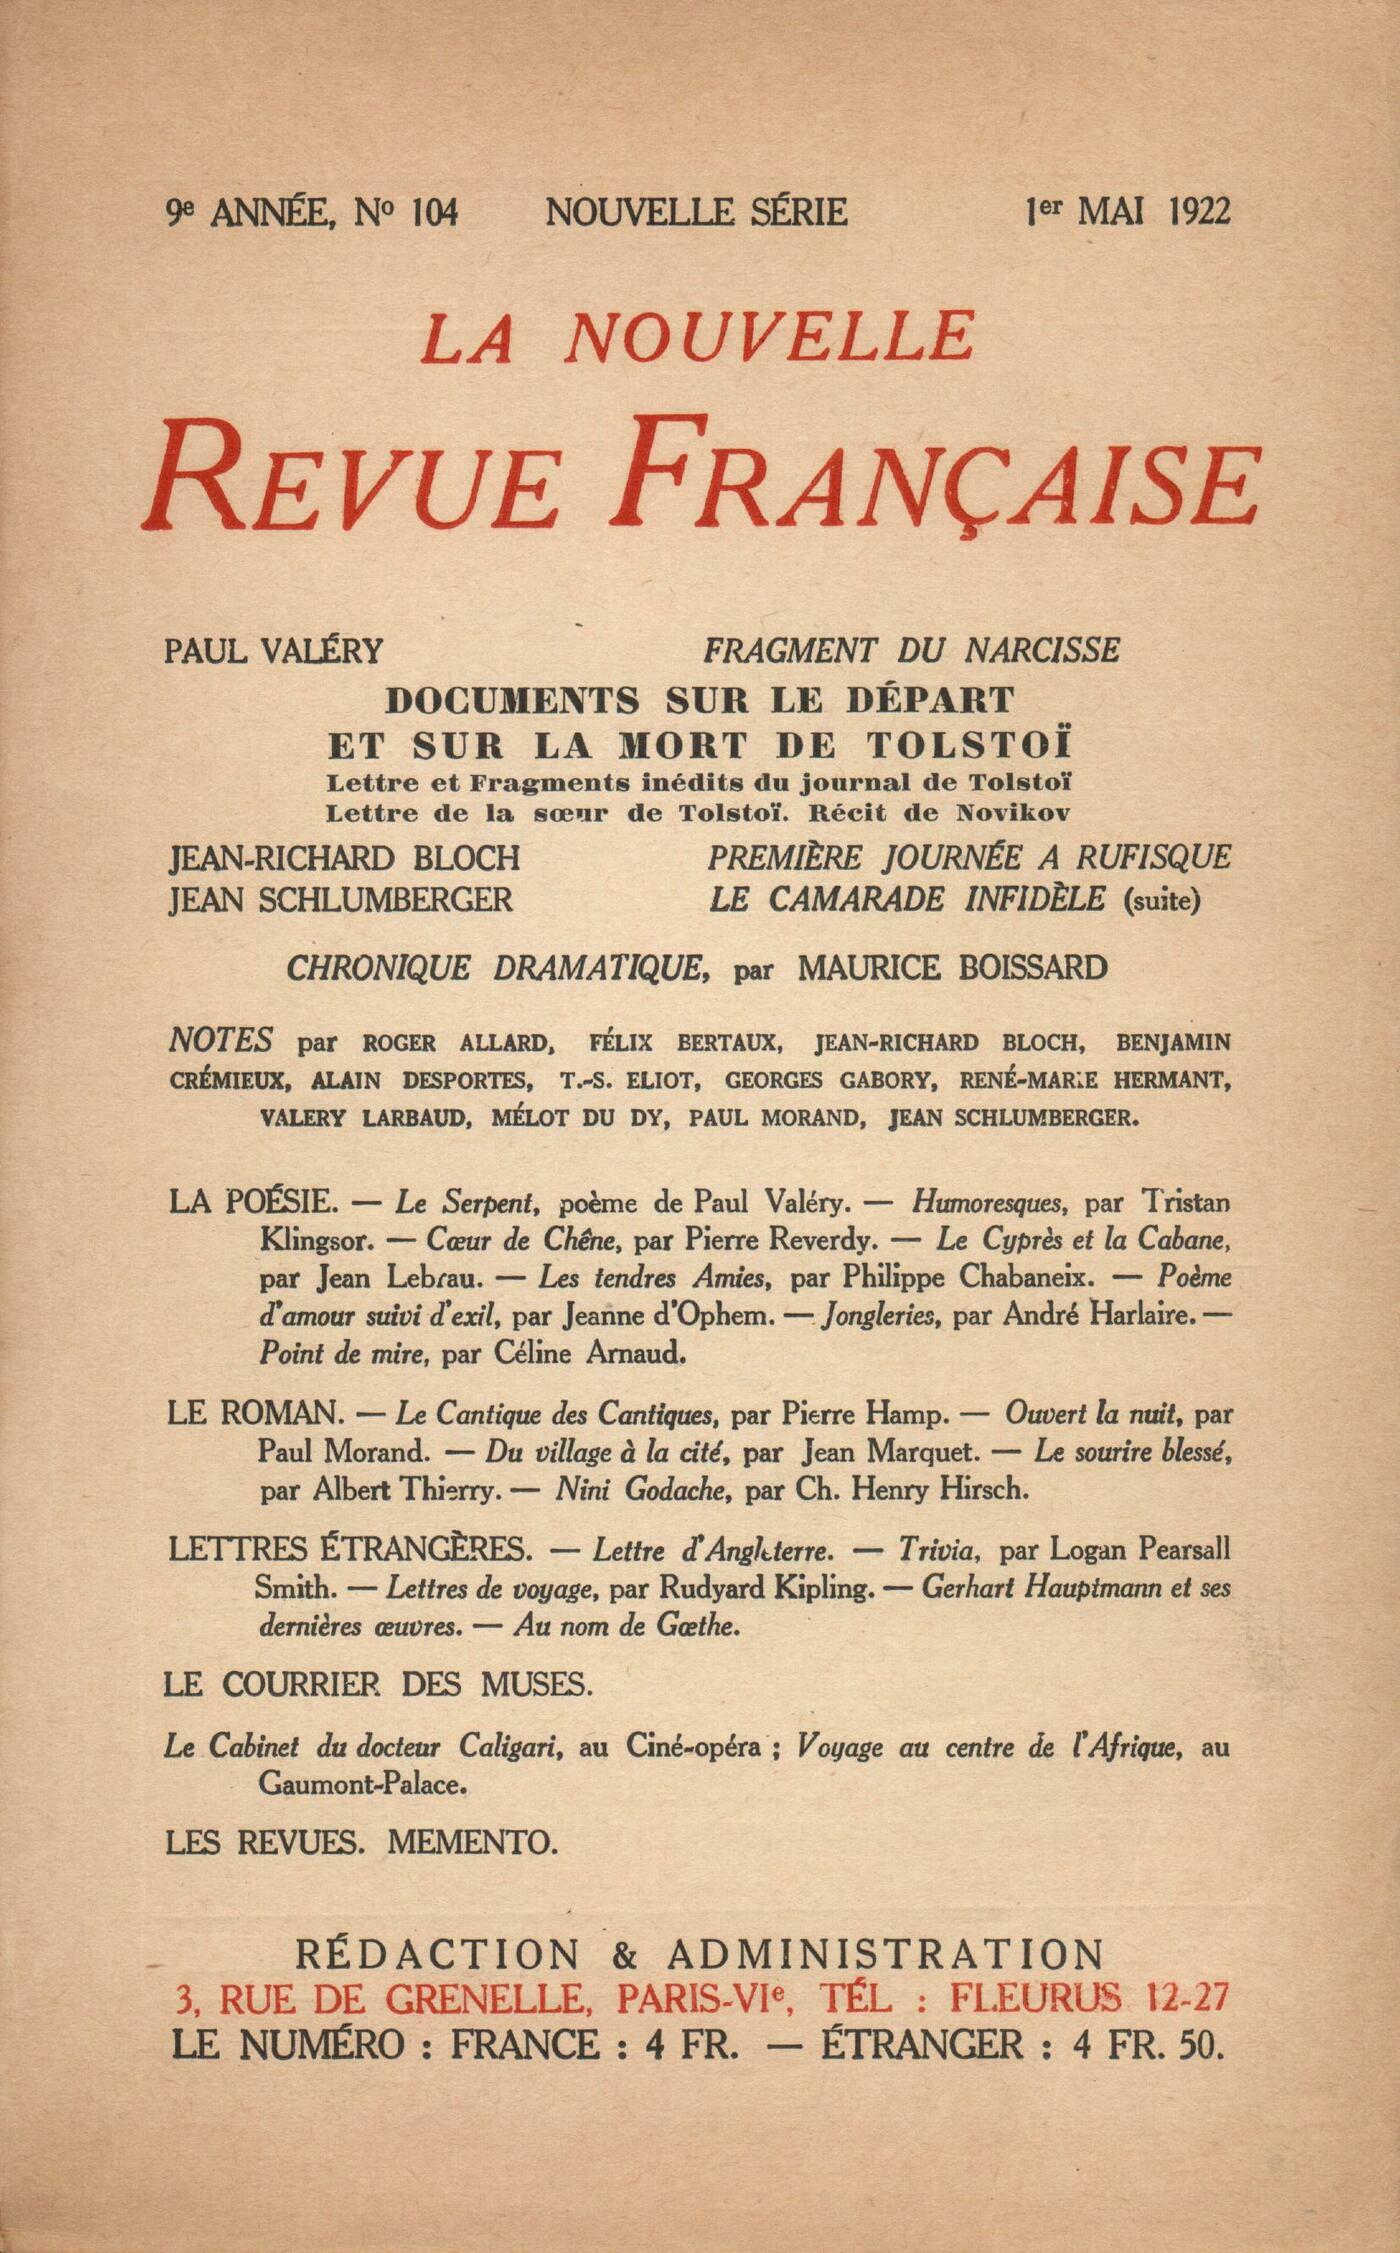 9e ANNÉE, No 104 NOUVELLE SÉRIE 1er MAI 1922
LA NOUVELLE
REVUE FRANÇAISE
PAUL VALÉRY FRAGMENT DU NARCISSE
DOCUMENTS SUR LE DÉPART
ET SUR LA MORT DE TOLSTOÏ
Lettre et Fragments inédits du journal de Tolstoï
Lettre de la sœur de Tolstoï. Récit de Novikov
JEAN-RICHARD BLOCH PREMIÈRE JOURNÉE A RUFISQUE
JEAN SCHLUMBERGER LE CAMARADE INFIDÈLE (suite)
CHRONIQUE DRAMATIQUE, par MAURICE BOISSARD
NOTES par ROGER ALLARD, FÉLIX BERTAUX, JEAN-RICHARD BLOCH, BENJAMIN
CRÉMIEUX, ALAIN DESPORTES, T.-S. ELIOT, GEORGES GABORY, RENÉ-MARIE HERMANT,
VALERY LARBAUD, MÉLOT DU DY, PAUL MORAND, JEAN SCHLUMBERGER.
LA POÉSIE. — Le Serpent, poème de Paul Valéry. — Humoresques, par Tristan
Klingsor. — Cœur de Chêne, par Pierre Reverdy. — Le Cyprès et la Cabane,
par Jean Lebrau. — Les tendres Amies, par Philippe Chabaneix. — Poème
d'amour suivi d'exil, par Jeanne d'Ophem. — Jongleries, par André Harlaire. —
Point de mire, par Céline Arnaud.
LE ROMAN. — Le Cantique des Cantiques, par Pierre Hamp. — Ouvert la nuit, par
Paul Morand. — Du village à la cité, par Jean Marquet. — Le sourire blessé,
par Albert Thierry. — Nini Godache, par Ch. Henry Hirsch.
LETTRES ÉTRANGÈRES. — Lettre d'Angleterre. — Trivia, par Logan Pearsall
Smith. — Lettres de voyage, par Rudyard Kipling. — Gerhart Hauptmann et ses
dernières œuvres. — Au nom de Gœthe.
LE COURRIER DES MUSES.
Le Cabinet du docteur Caligari, au Ciné-opéra ; Voyage au centre de l'Afrique, au
Gaumont-Palace.
LES REVUES. MEMENTO.
RÉDACTION & ADMINISTRATION
3, RUE DE GRENELLE, PARIS-VIe, TÉL : FLEURUS 12-27
LE NUMÉRO : FRANCE : 4 FR. — ÉTRANGER : 4 FR. 50.